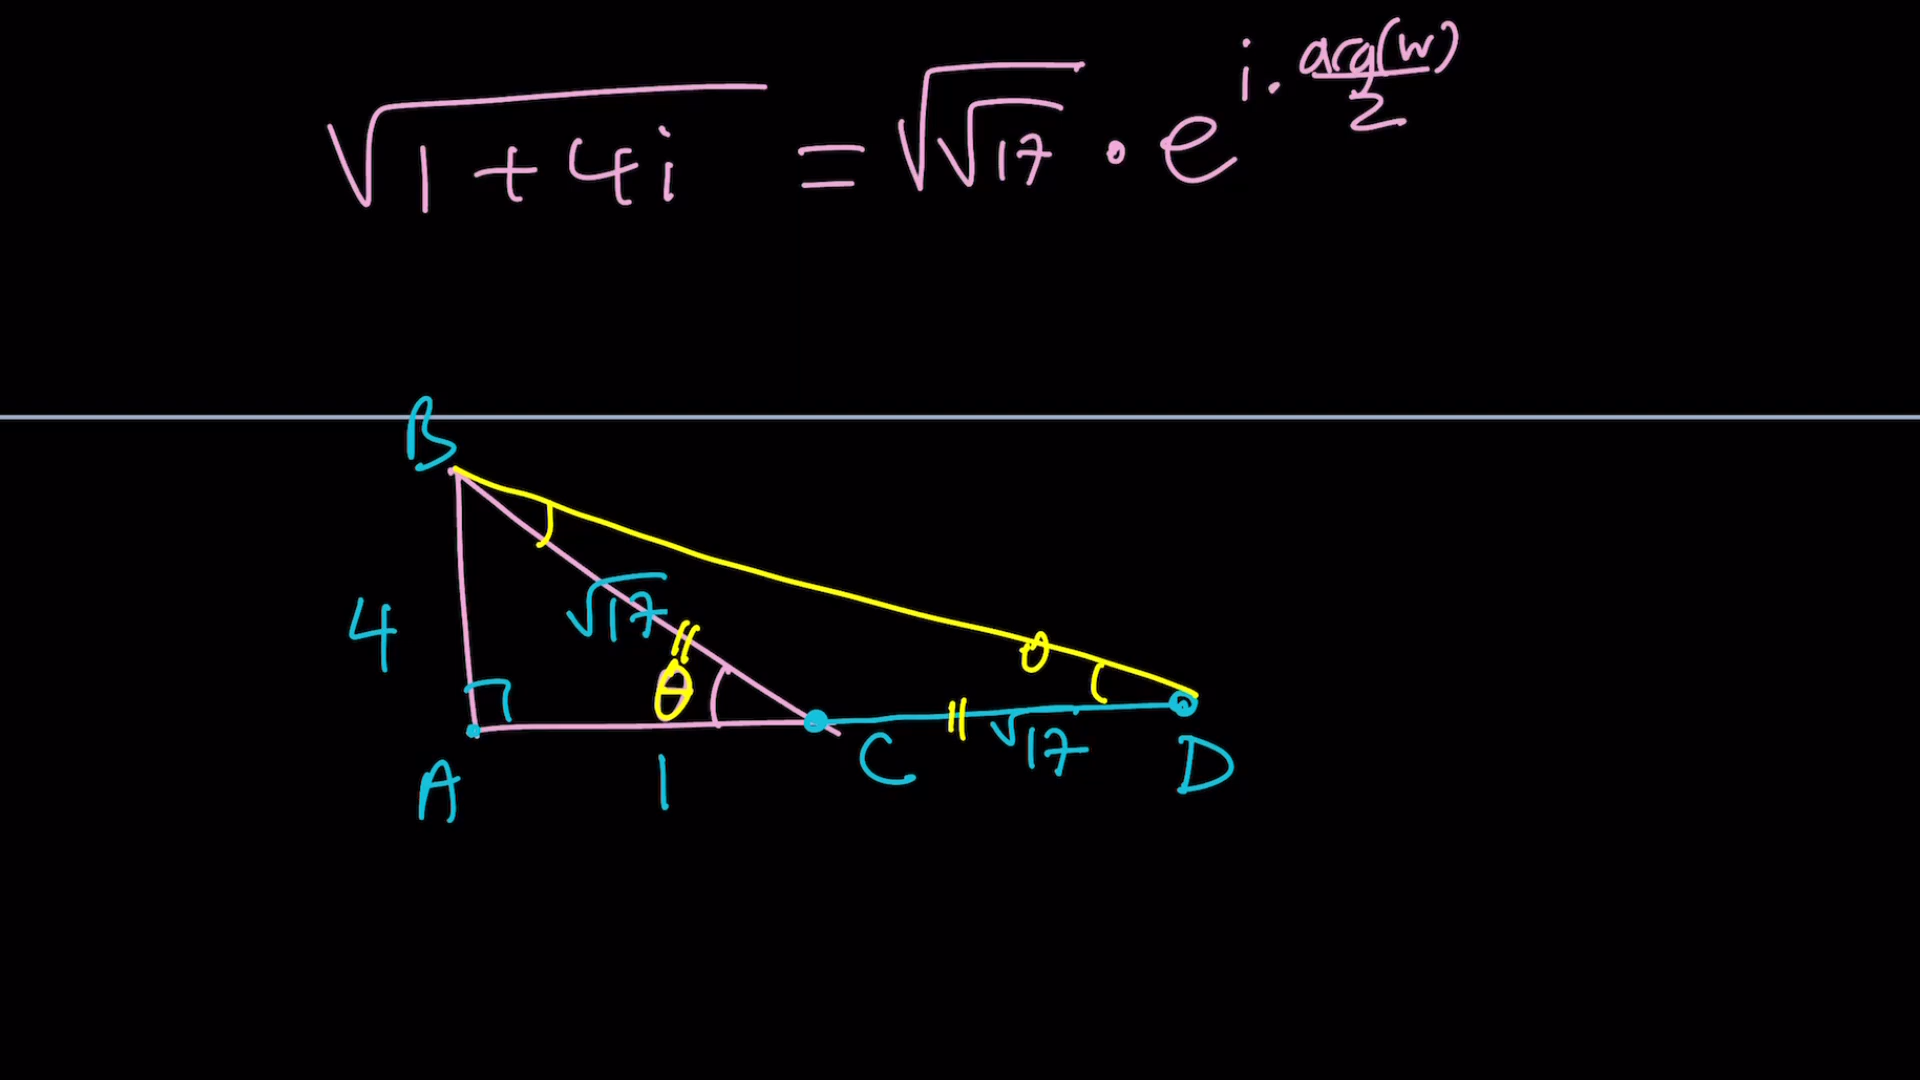 √(1+4i) = √√17 · e^(i·arg(w)/2)
B
4
√17
θ
A
1
C
√17
D